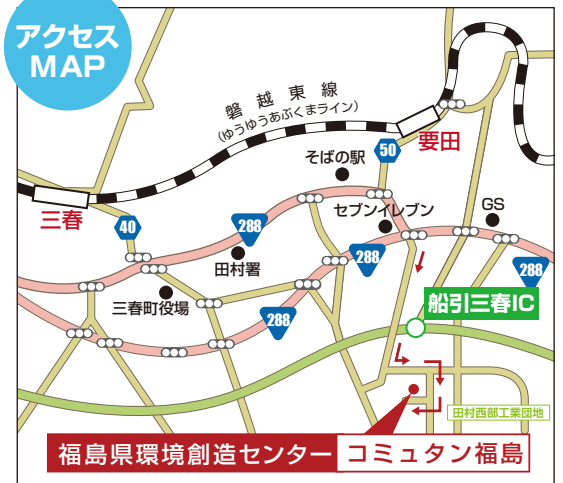 アクセス
MAP
磐越東線
(ゆうゆうあぶくまライン)
要田
50
そばの駅
三春
40
288
セブンイレブン
GS
田村署
288
288
三春町役場
288
船引三春IC
田村西部工業団地
福島県環境創造センター
コミュタン福島